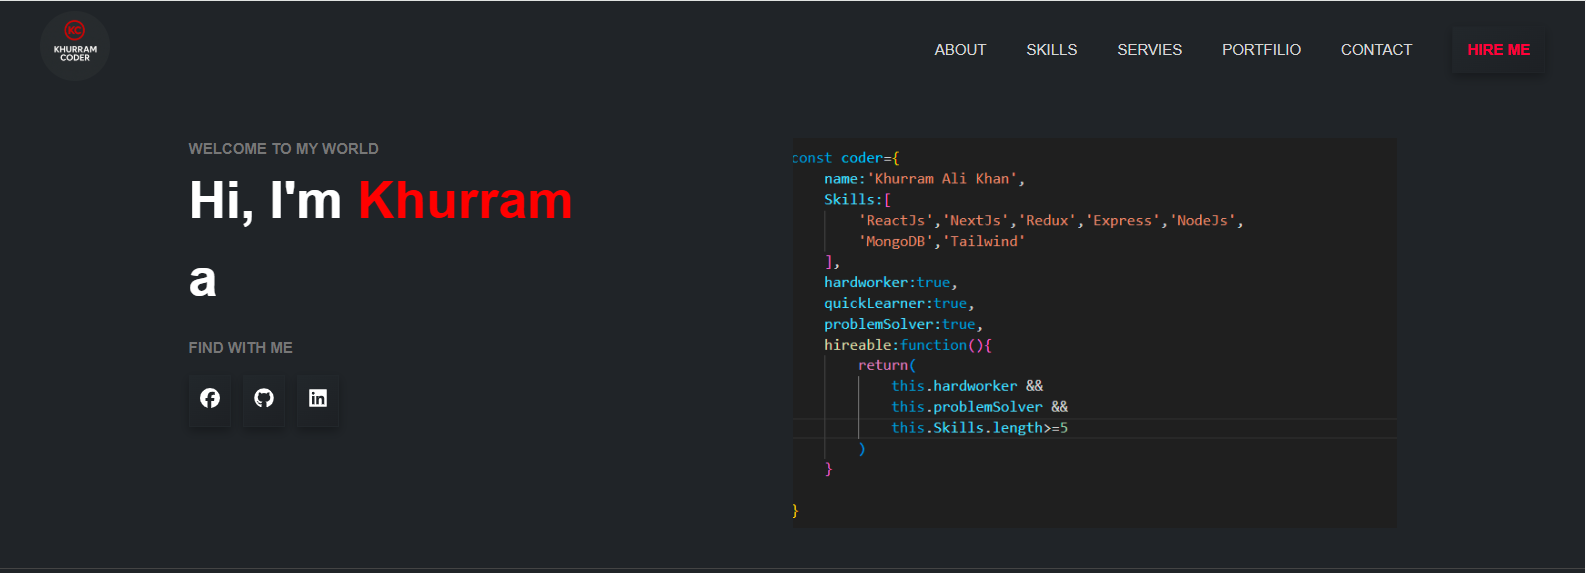 KC
KHURRAM
CODER
ABOUT SKILLS SERVIES PORTFILIO CONTACT HIRE ME
WELCOME TO MY WORLD
Hi, I'm Khurram
a
FIND WITH ME
in
const coder={
name:'Khurram Ali Khan',
Skills:[
'ReactJs','NextJs','Redux','Express','NodeJs',
'MongoDB','Tailwind'
],
hardworker:true,
quickLearner:true,
problemSolver:true,
hireable:function(){
return(
this.hardworker &&
this.problemSolver &&
this.Skills.length>=5
)
}
}